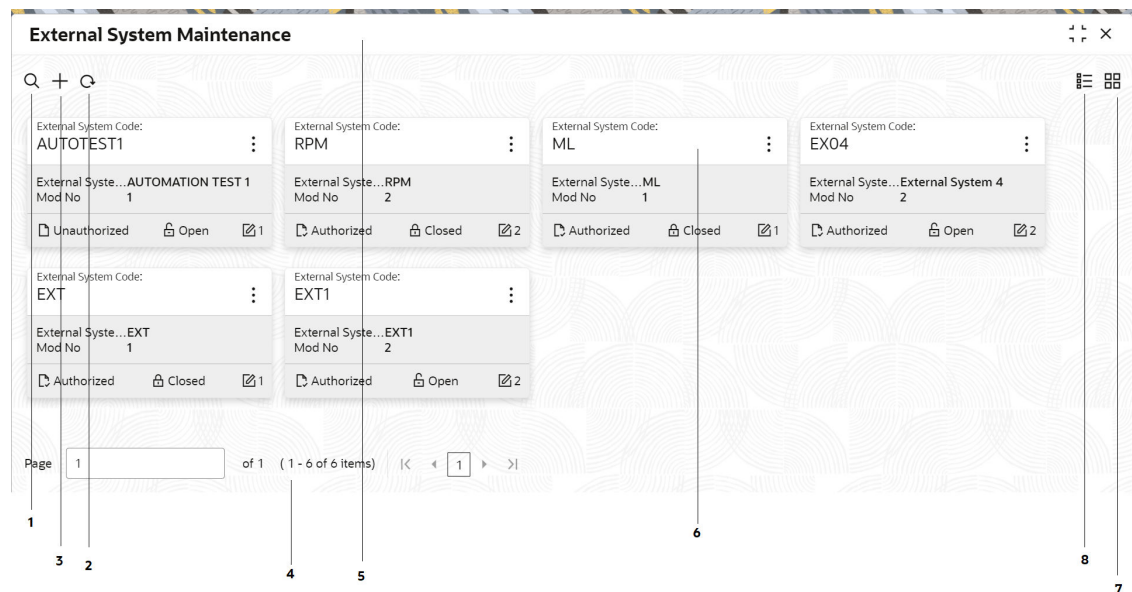 External System Maintenance
External System Code:
AUTOTEST1
External Syste...AUTOMATION TEST 1
Mod No 1
Unauthorized Open 1
External System Code:
RPM
External Syste...RPM
Mod No 2
Authorized Closed 2
External System Code:
ML
External Syste...ML
Mod No 1
Authorized Closed 1
External System Code:
EX04
External Syste...External System 4
Mod No 2
Authorized Open 2
External System Code:
EXT
External Syste...EXT
Mod No 1
Authorized Closed 1
External System Code:
EXT1
External Syste...EXT1
Mod No 2
Authorized Open 2
Page 1 of 1 ( 1 - 6 of 6 items) 1
1
3 2 4 5 6 8 7